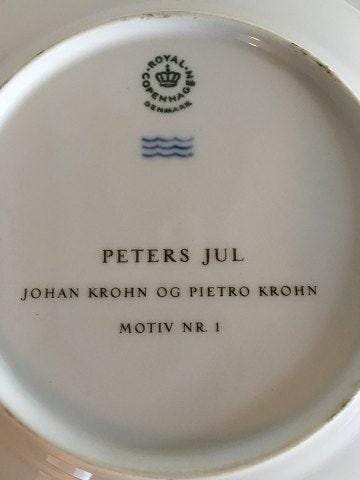 ROYAL
COPENHAGEN
DENMARK
PETERS JUL
JOHAN KROHN OG PIETRO KROHN
MOTIV NR. 1